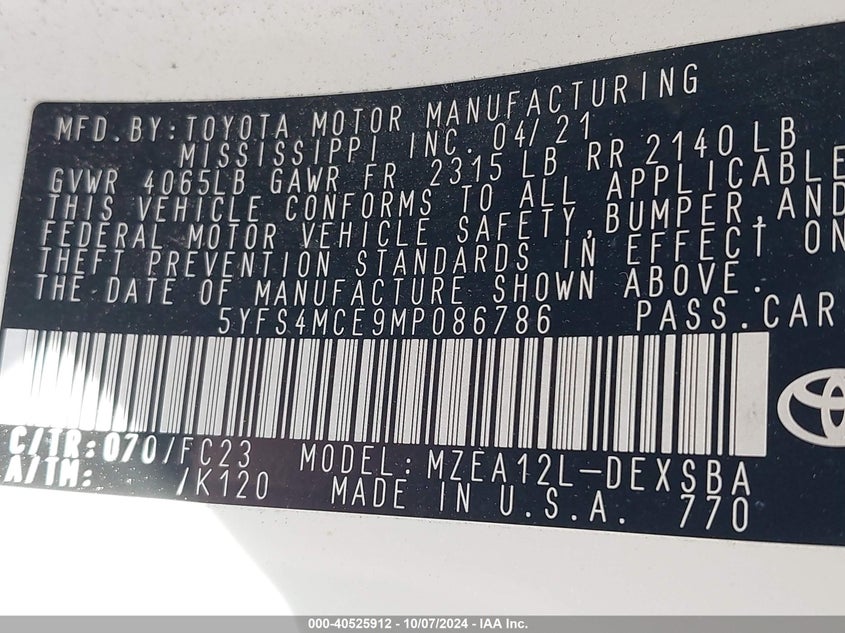 MFD.BY:TOYOTA MOTOR MANUFACTURING
MISSISSIPPI INC. 04/21
GVWR 4065LB GAWR FR 2315 LB RR 2140 LB
THIS VEHICLE CONFORMS TO ALL APPLICABLE
FEDERAL MOTOR VEHICLE SAFETY,BUMPER,AND
THEFT PREVENTION STANDARDS IN EFFECT ON
THE DATE OF MANUFACTURE SHOWN ABOVE.
5YFS4MCE9MP086786 PASS.CAR
C/TR:070/FC23 MODEL:MZEA12L-DEXSBA
A/TM: /K120 MADE IN U.S.A. 770
000-40525912 - 10/07/2024 - IAA Inc.